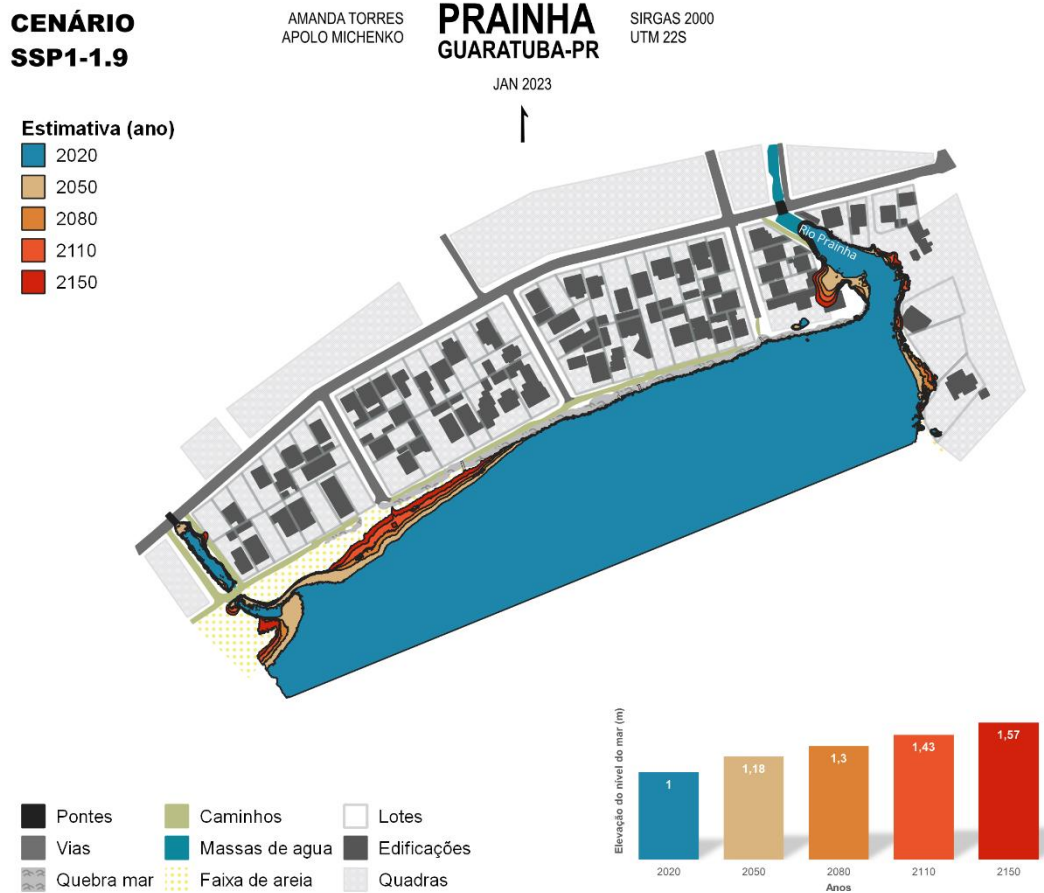 CENÁRIO
SSP1-1.9
AMANDA TORRES
APOLO MICHENKO
PRAINHA
GUARATUBA-PR
JAN 2023
SIRGAS 2000
UTM 22S
Estimativa (ano)
2020
2050
2080
2110
2150
Rio Prainha
Elevação do nível do mar (m)
1
1,18
1,3
1,43
1,57
2020
2050
2080
2110
2150
Anos
Pontes
Caminhos
Lotes
Vias
Massas de agua
Edificações
Quebra mar
Faixa de areia
Quadras